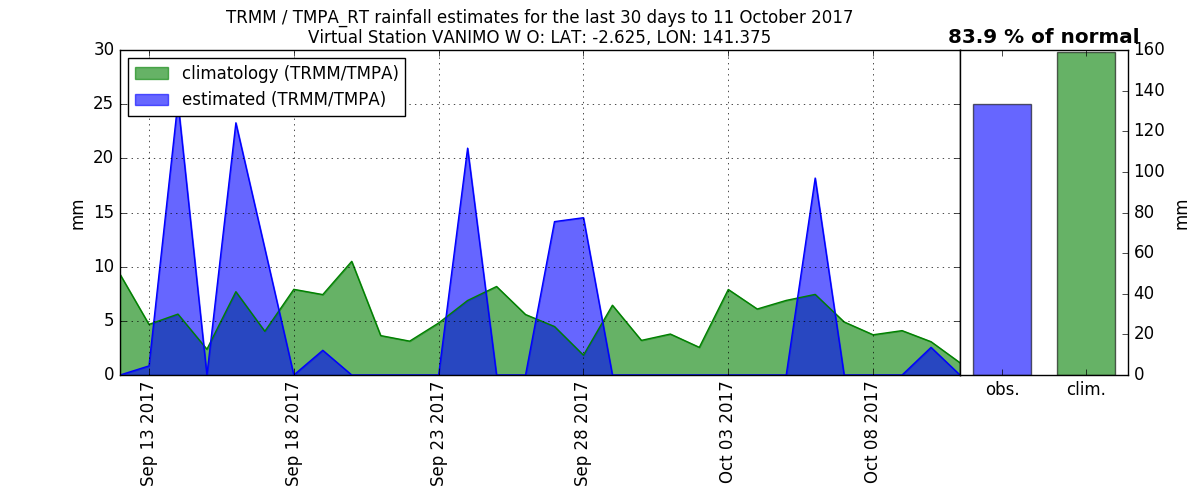 TRMM / TMPA_RT rainfall estimates for the last 30 days to 11 October 2017
Virtual Station VANIMO W O: LAT: -2.625, LON: 141.375
83.9 % of normal
climatology (TRMM/TMPA)
estimated (TRMM/TMPA)
30
25
20
15
10
5
0
mm
Sep 13 2017
Sep 18 2017
Sep 23 2017
Sep 28 2017
Oct 03 2017
Oct 08 2017
160
140
120
100
80
60
40
20
0
mm
obs.
clim.